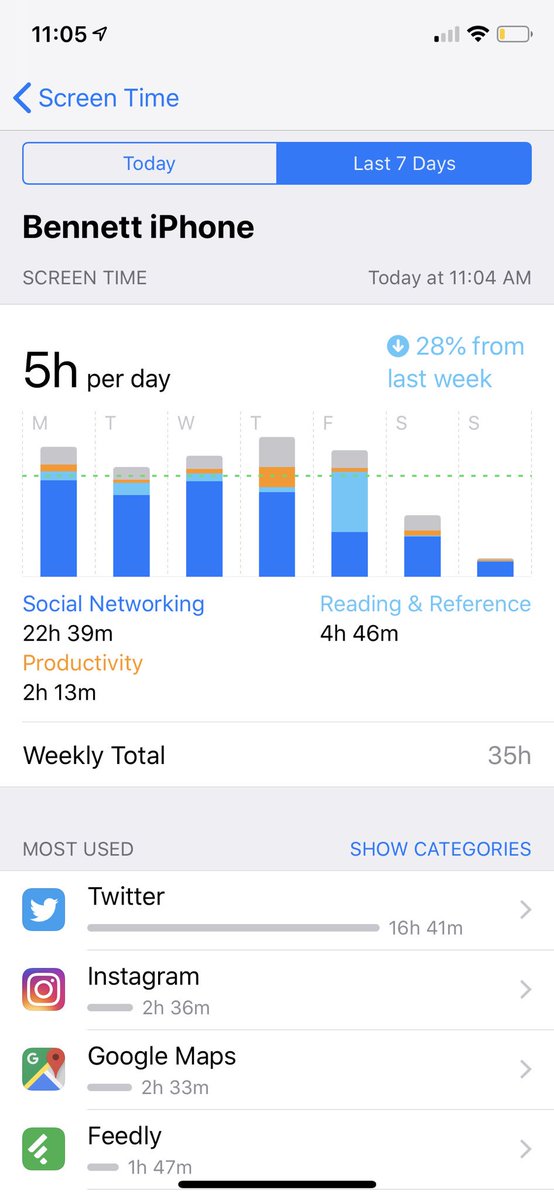 11:05
Screen Time
Today Last 7 Days
Bennett iPhone
SCREEN TIME Today at 11:04 AM
5h per day
28% from
last week
M T W T F S S
Social Networking Reading & Reference
22h 39m 4h 46m
Productivity
2h 13m
Weekly Total 35h
MOST USED SHOW CATEGORIES
Twitter
16h 41m
Instagram
2h 36m
G
Google Maps
2h 33m
Feedly
1h 47m